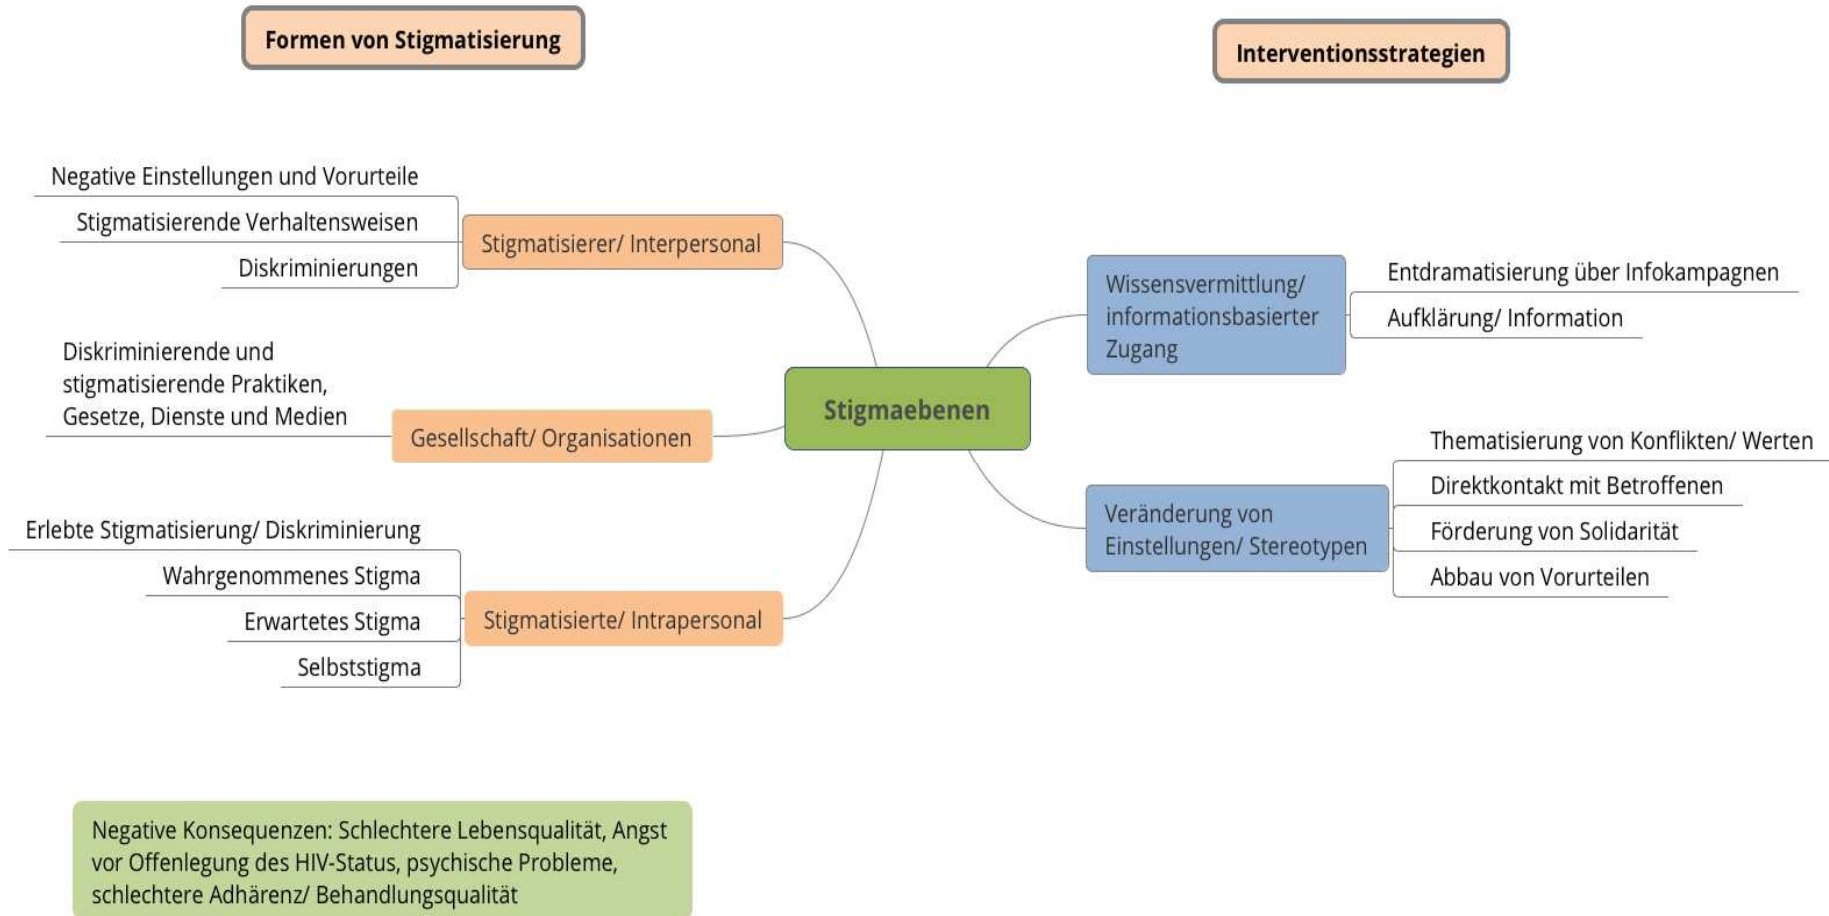 Formen von Stigmatisierung
Interventionsstrategien
Negative Einstellungen und Vorurteile
Stigmatisierende Verhaltensweisen
Diskriminierungen
Stigmatisierer/ Interpersonal
Diskriminierende und
stigmatisierende Praktiken,
Gesetze, Dienste und Medien
Gesellschaft/ Organisationen
Erlebte Stigmatisierung/ Diskriminierung
Wahrgenommenes Stigma
Erwartetes Stigma
Selbststigma
Stigmatisierte/ Intrapersonal
Stigmaebenen
Wissensvermittlung/
informationsbasierter
Zugang
Entdramatisierung über Infokampagnen
Aufklärung/ Information
Veränderung von
Einstellungen/ Stereotypen
Thematisierung von Konflikten/ Werten
Direktkontakt mit Betroffenen
Förderung von Solidarität
Abbau von Vorurteilen
Negative Konsequenzen: Schlechtere Lebensqualität, Angst
vor Offenlegung des HIV-Status, psychische Probleme,
schlechtere Adhärenz/ Behandlungsqualität